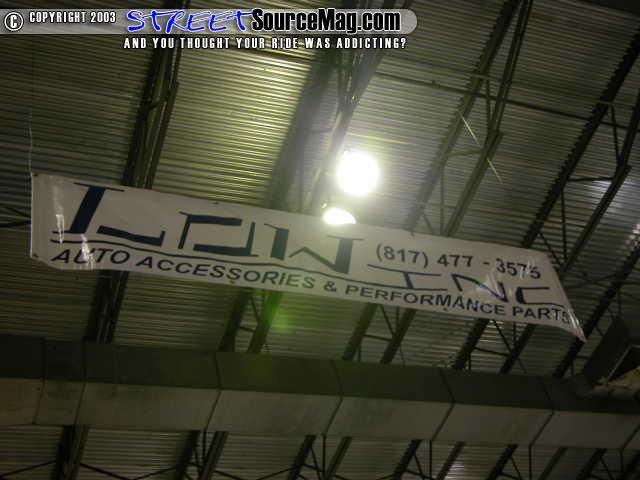 © COPYRIGHT 2003 STREETSourceMag.com
AND YOU THOUGHT YOUR RIDE WAS ADDICTING?
LOW INC
(817) 477-3575
AUTO ACCESSORIES & PERFORMANCE PARTS